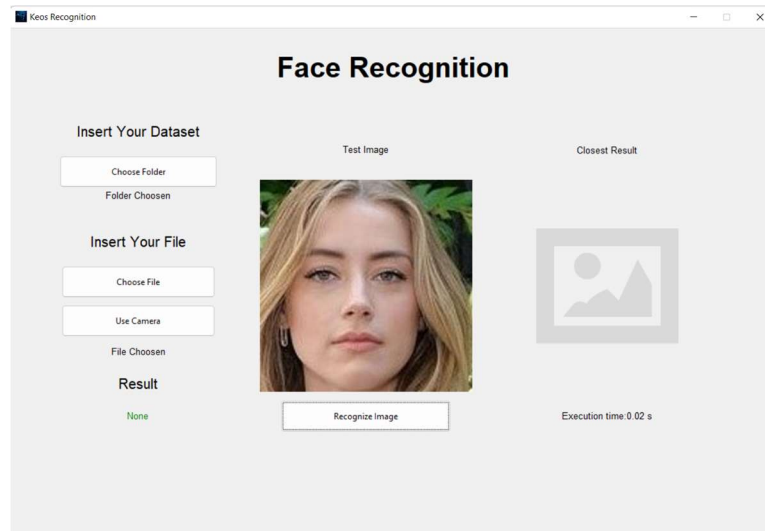 Keos Recognition
Face Recognition
Insert Your Dataset
Choose Folder
Folder Choosen
Insert Your File
Choose File
Use Camera
File Choosen
Result
None
Test Image
Recognize Image
Closest Result
Execution time:0.02 s